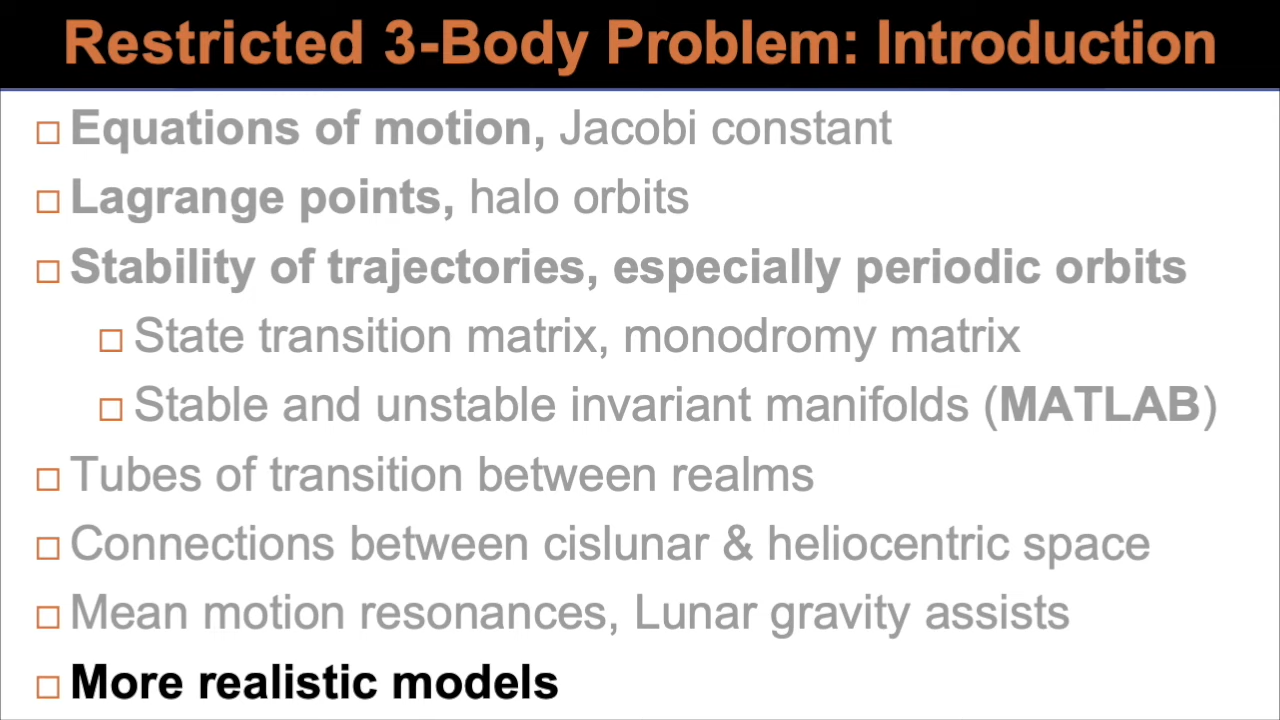 Restricted 3-Body Problem: Introduction
Equations of motion, Jacobi constant
Lagrange points, halo orbits
Stability of trajectories, especially periodic orbits
State transition matrix, monodromy matrix
Stable and unstable invariant manifolds (MATLAB)
Tubes of transition between realms
Connections between cislunar & heliocentric space
Mean motion resonances, Lunar gravity assists
More realistic models